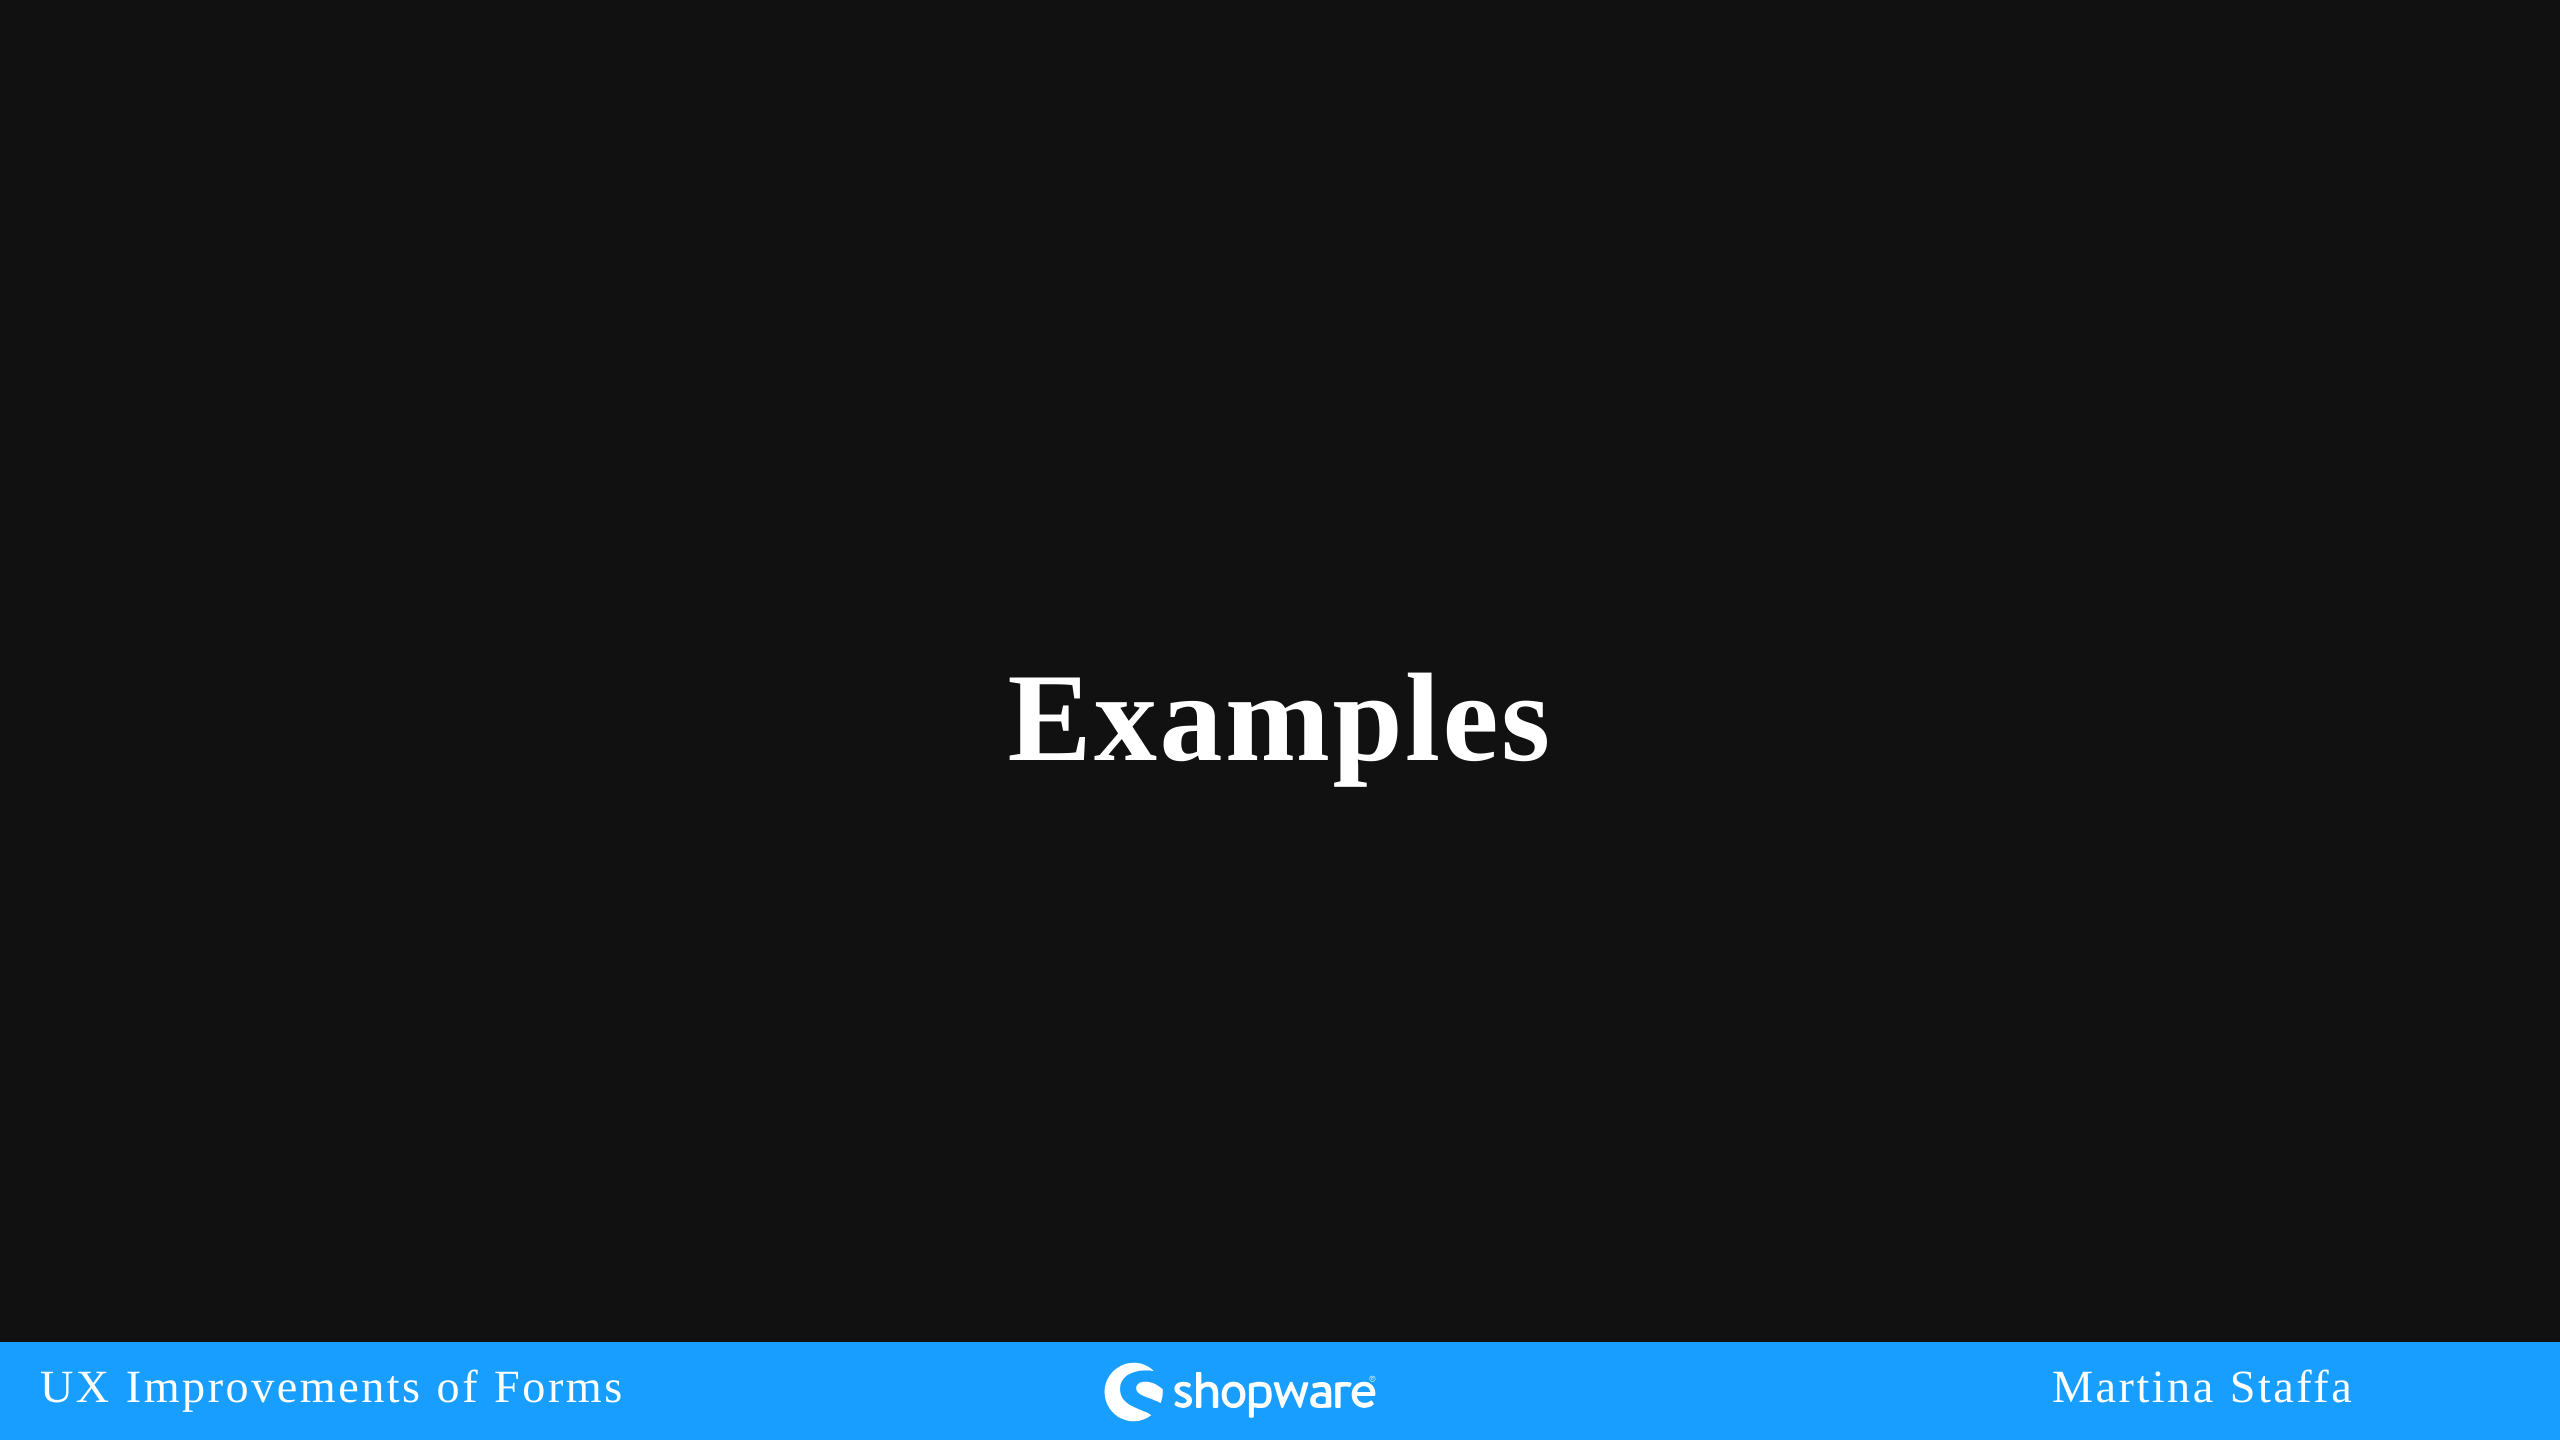 Examples
UX Improvements of Forms
shopware®
Martina Staffa